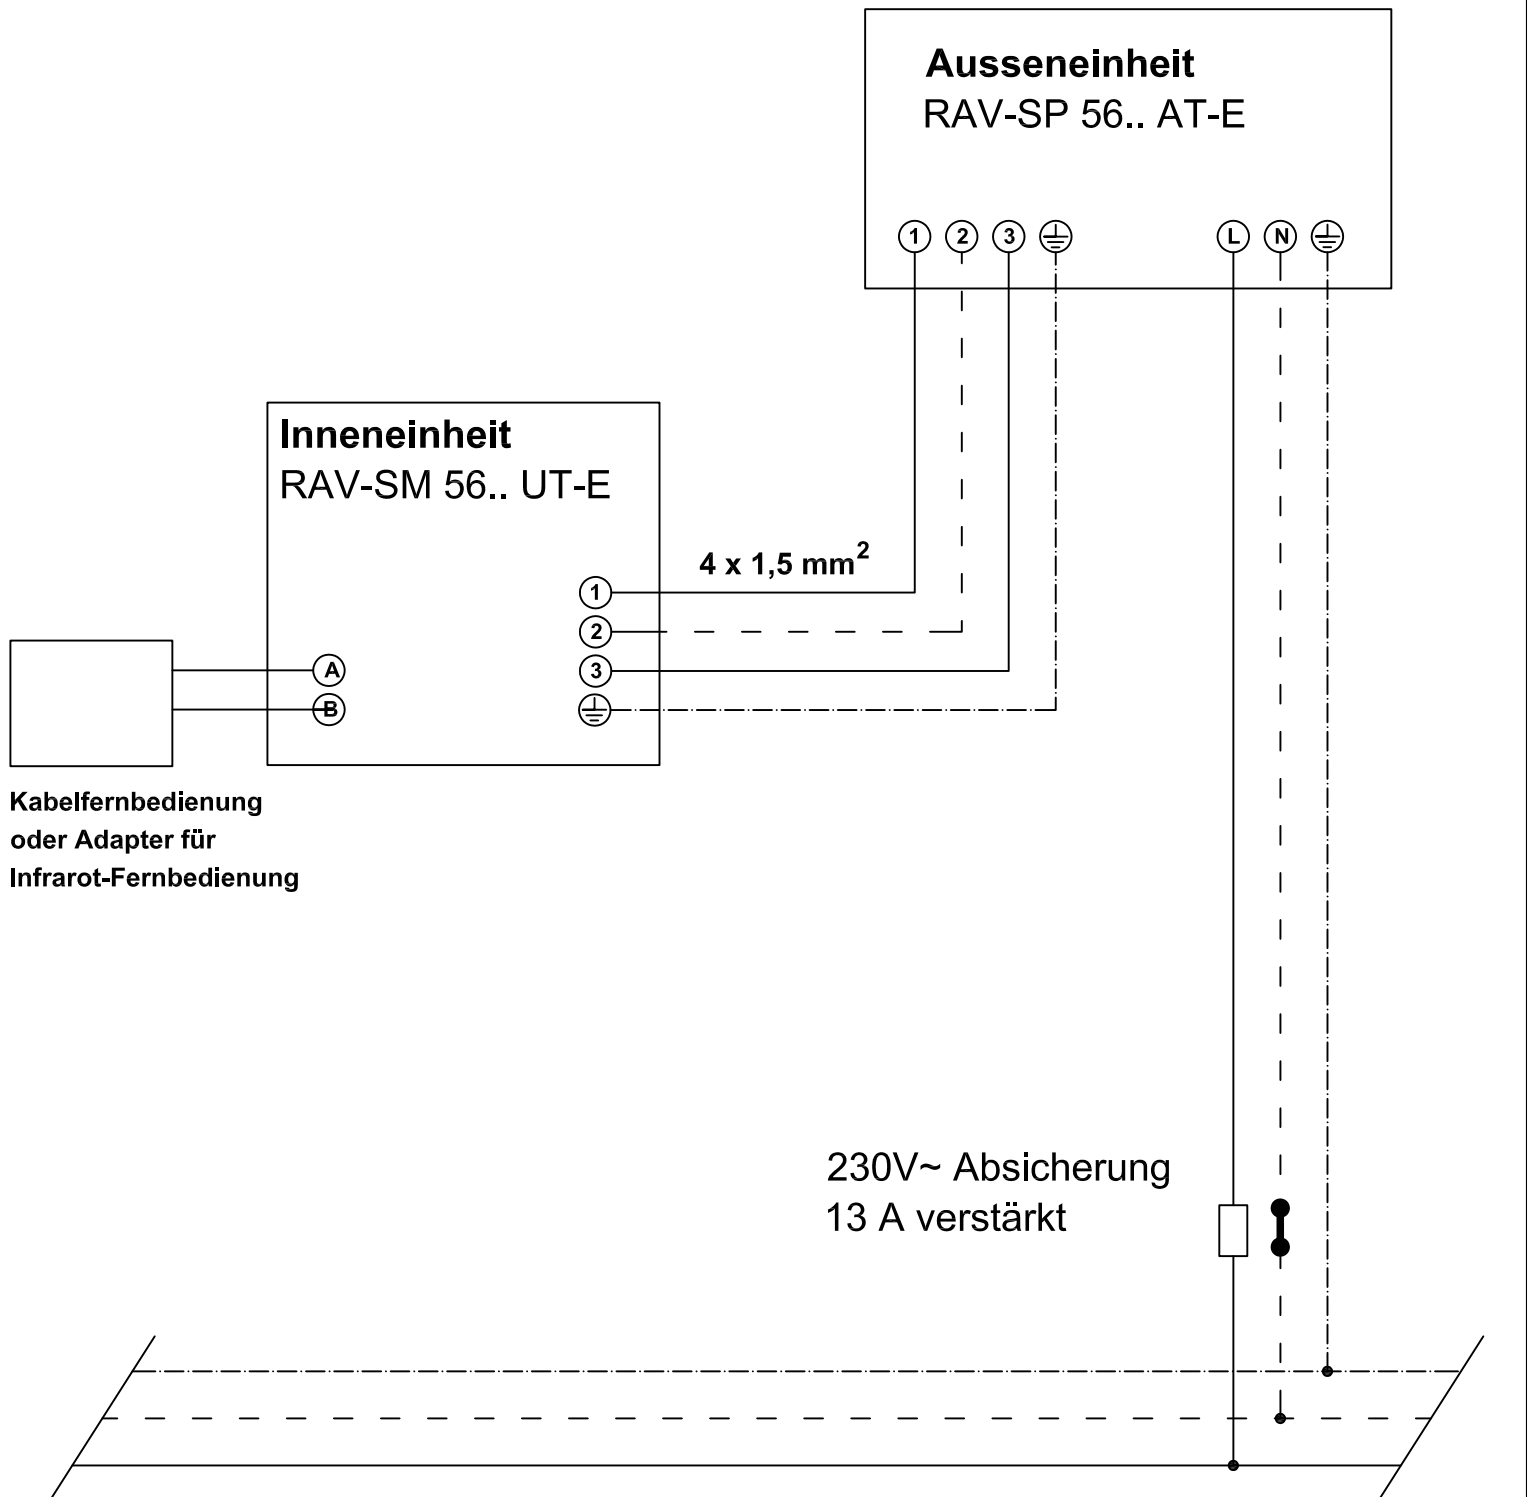 Ausseneinheit
RAV-SP 56.. AT-E
1 2 3 L N
Inneneinheit
RAV-SM 56.. UT-E
4 x 1,5 mm²
1
2
A 3
B
Kabelfernbedienung
oder Adapter für
Infrarot-Fernbedienung
230V~ Absicherung
13 A verstärkt